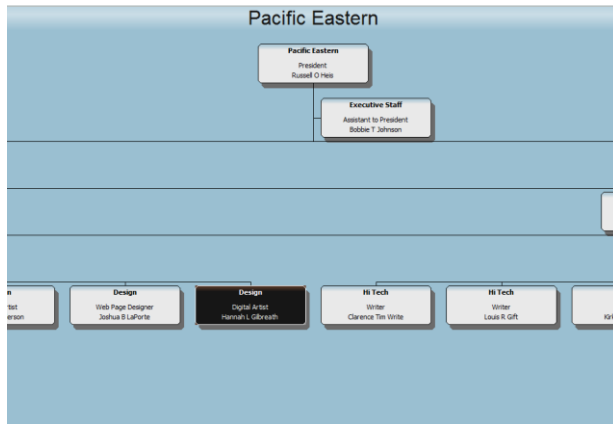 Pacific Eastern
Pacific Eastern
President
Russell O Heis
Executive Staff
Assistant to President
Bobbie T Johnson
Design
Web Page Designer
Joshua B LaPorte
Design
Digital Artist
Hannah L Gilbreath
Hi Tech
Writer
Clarence Tim Write
Hi Tech
Writer
Louis R Gift